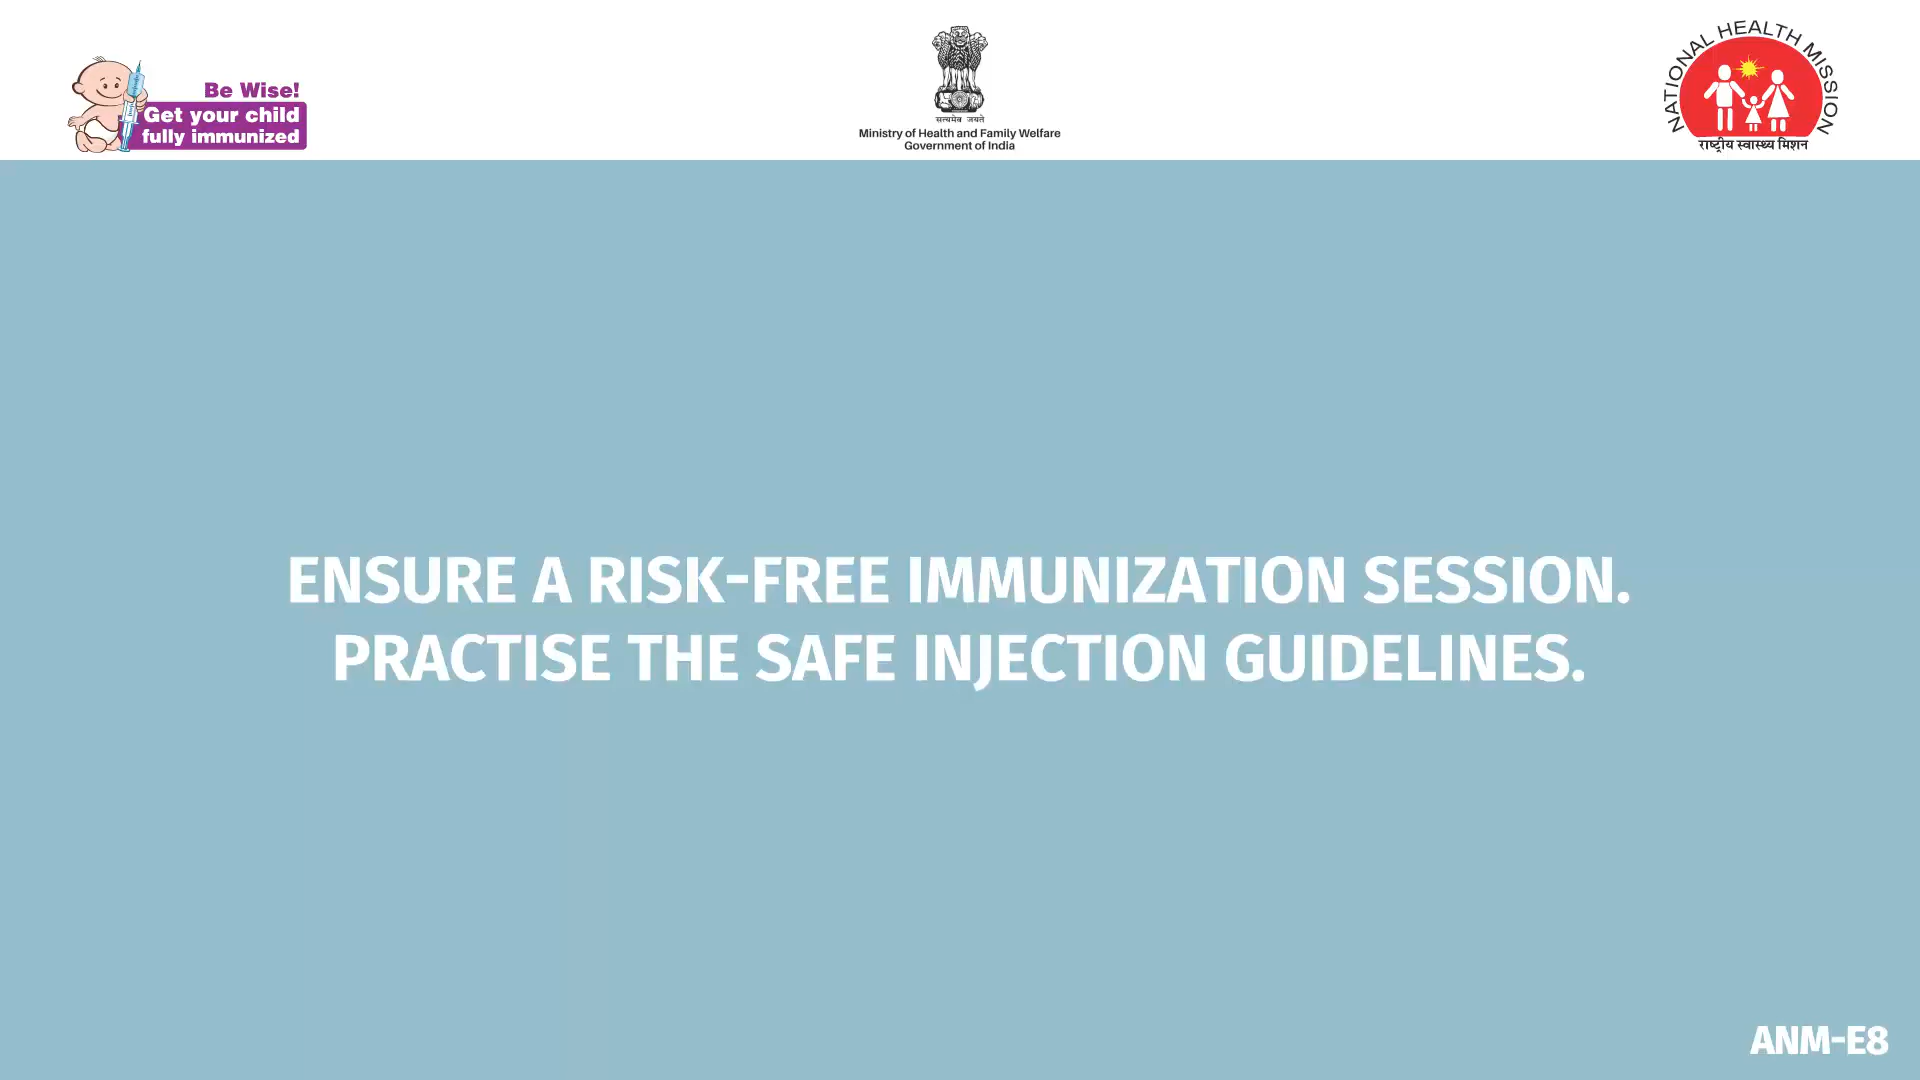 Be Wise!
Get your child
fully immunized
सत्यमेव जयते
Ministry of Health and Family Welfare
Government of India
NATIONAL HEALTH MISSION
राष्ट्रीय स्वास्थ्य मिशन
ENSURE A RISK-FREE IMMUNIZATION SESSION.
PRACTISE THE SAFE INJECTION GUIDELINES.
ANM-E8